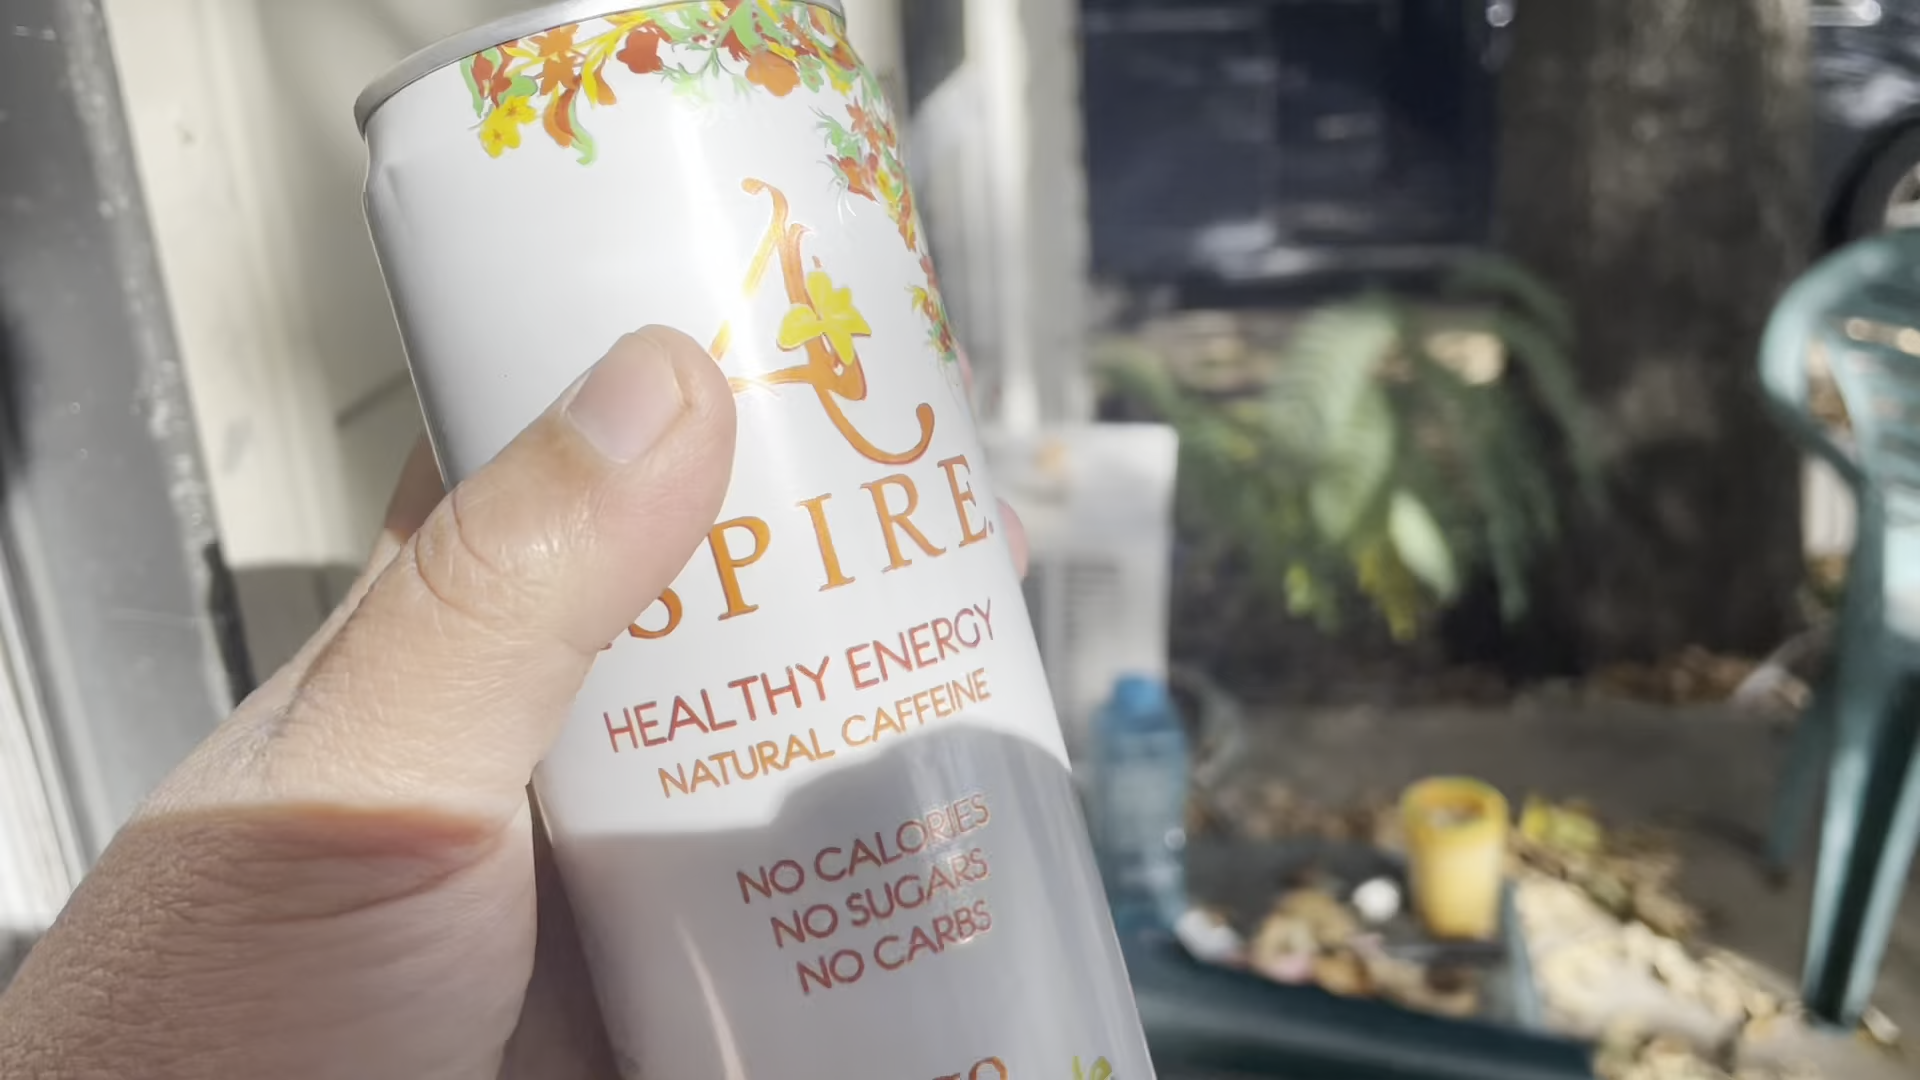 SPIRE.
HEALTHY ENERGY
NATURAL CAFFEINE
NO CALORIES
NO SUGARS
NO CARBS